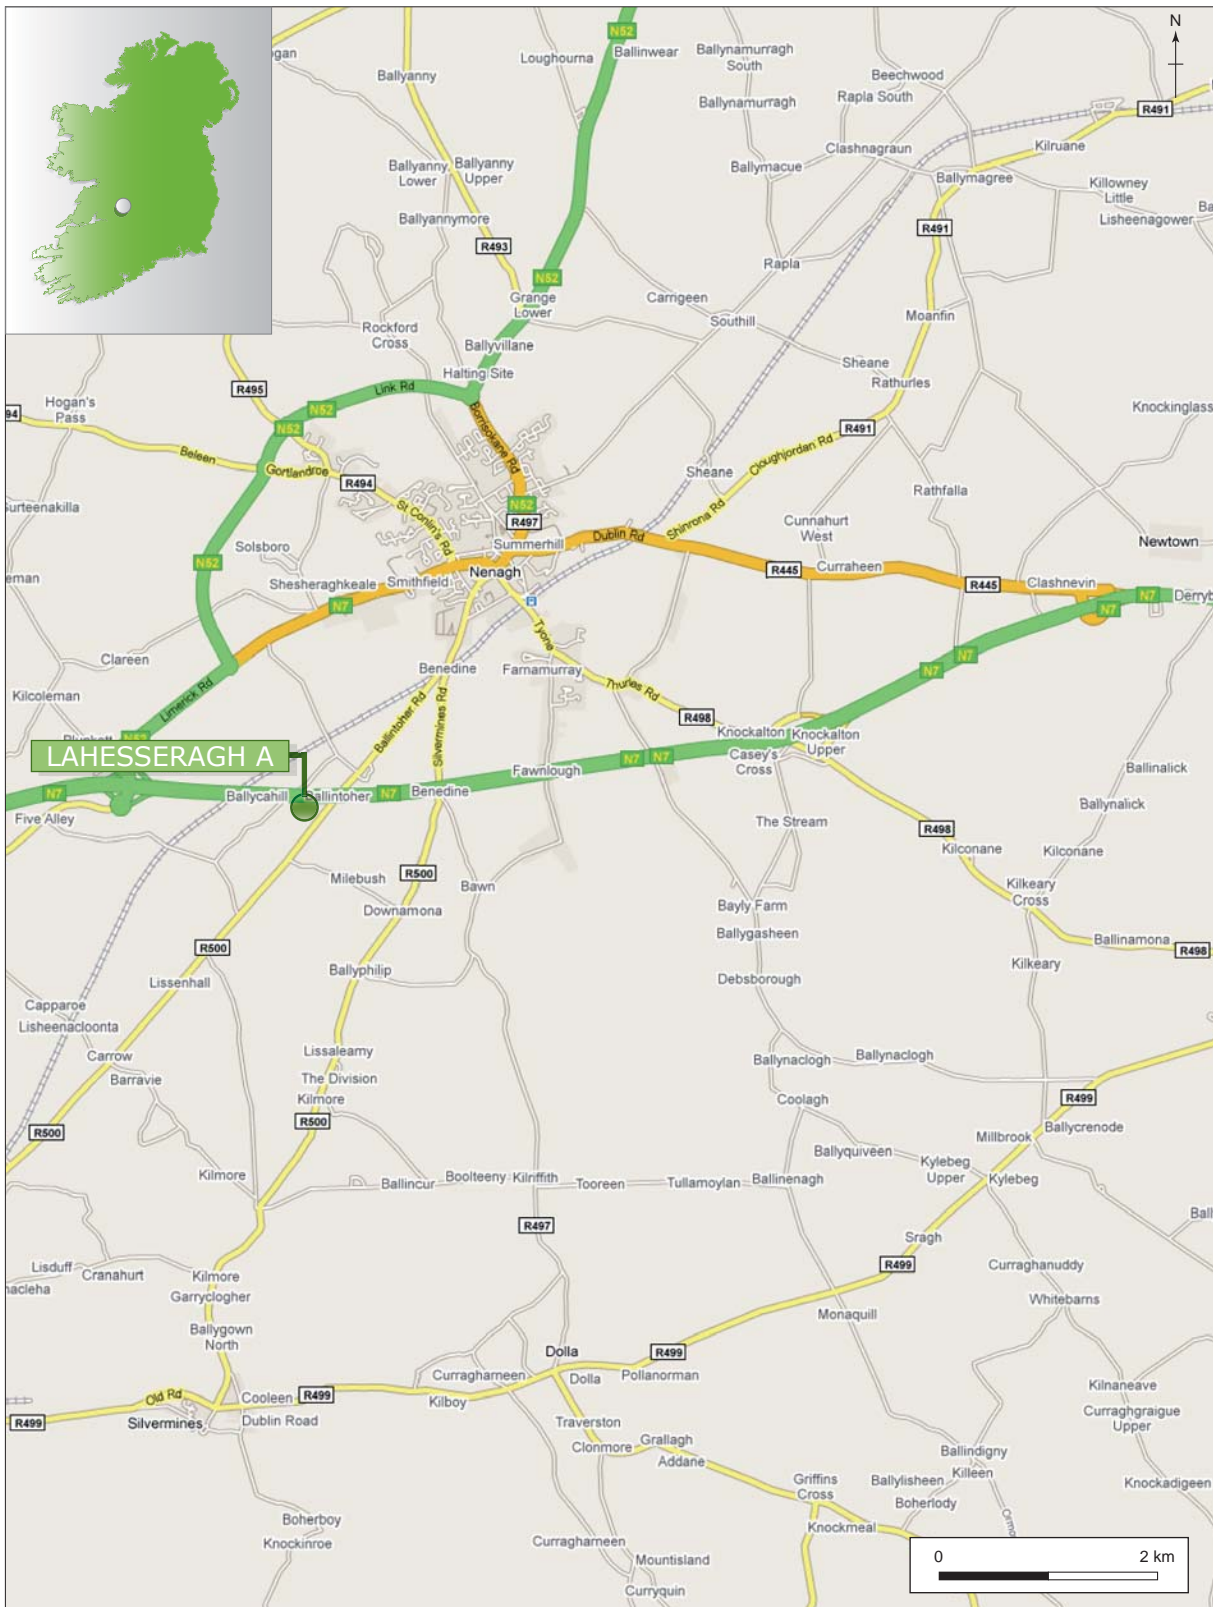 N
N52
Loughourna
Ballinwear
Ballynamurragh
South
Beechwood
Rapla South
Ballyanny
Ballynamurragh
R491
Clashnagraun
Kilruane
Ballyanny
Lower
Ballyanny
Upper
Ballymacue
Ballymagree
Killowney
Little
Lisheenagower
Ballyannymore
R493
R491
Rapla
N52
Grange
Lower
Carrigeen
Southill
Moanfin
Rockford
Cross
Ballyvillane
Sheane
Halting Site
Rathurles
R495
Link Rd
Hogan's
Pass
N52
Borrisokane Rd
Knockinglass
94
N52
R491
Cloughjordan Rd
Beleen
Gortlandroe
Sheane
R494
Rathfalla
St Conlin's Rd
N52
R497
Shinrona Rd
Cunnahurt
West
Solsboro
Summerhill
Dublin Rd
Newtown
N52
Nenagh
R445
Curraheen
Shesheraghkeale
Smithfield
R445
Clashnevin
N7
N7
N7
Tyone
Clareen
Benedine
Farnamurray
N7
N7
Kilcoleman
Limerick Rd
Ballintoher Rd
Silvermines Rd
Thurles Rd
R498
Knockalton
Knockalton
Upper
LAHESSERAGH A
Casey's
Cross
Fawnlough
N7
N7
Ballinalick
N7
Ballycahill
Ballintoher
N7
Benedine
Ballynalick
Five Alley
The Stream
R498
Kilconane
Kilconane
Milebush
R500
Bawn
Kilkeary
Cross
Downamona
Bayly Farm
Ballygasheen
R500
Ballinamona
R498
Lissenhall
Ballyphilip
Debsborough
Kilkeary
Capparoe
Lisheenacloonta
Carrow
Lissaleamy
Ballynaclogh
Ballynaclogh
Barravie
The Division
Kilmore
Coolagh
R499
R500
R500
Millbrook
Ballycrenode
Ballyquiveen
Kylebeg
Upper
Kylebeg
Kilmore
Ballincur
Boolteeny
Kilriffith
Tooreen
Tullamoylan
Ballinenagh
R497
Sragh
Lisduff
Cranahurt
Kilmore
R499
Curraghanuddy
Garryclogher
Whitebarns
Monaquill
Ballygown
North
Dolla
R499
Curraghameen
Dolla
Pollanorman
Kilnaneave
Old Rd
Cooleen
R499
Kilboy
Curraghgraigue
Upper
R499
Silvermines
Dublin Road
Traverston
Clonmore
Grallagh
Addane
Ballindigny
Killeen
Griffins
Cross
Ballylisheen
Knockadigeen
Boherlody
Boherboy
Knockinroe
Knockmeal
Curraghameen
Mountisland
Curryquin
0 2 km